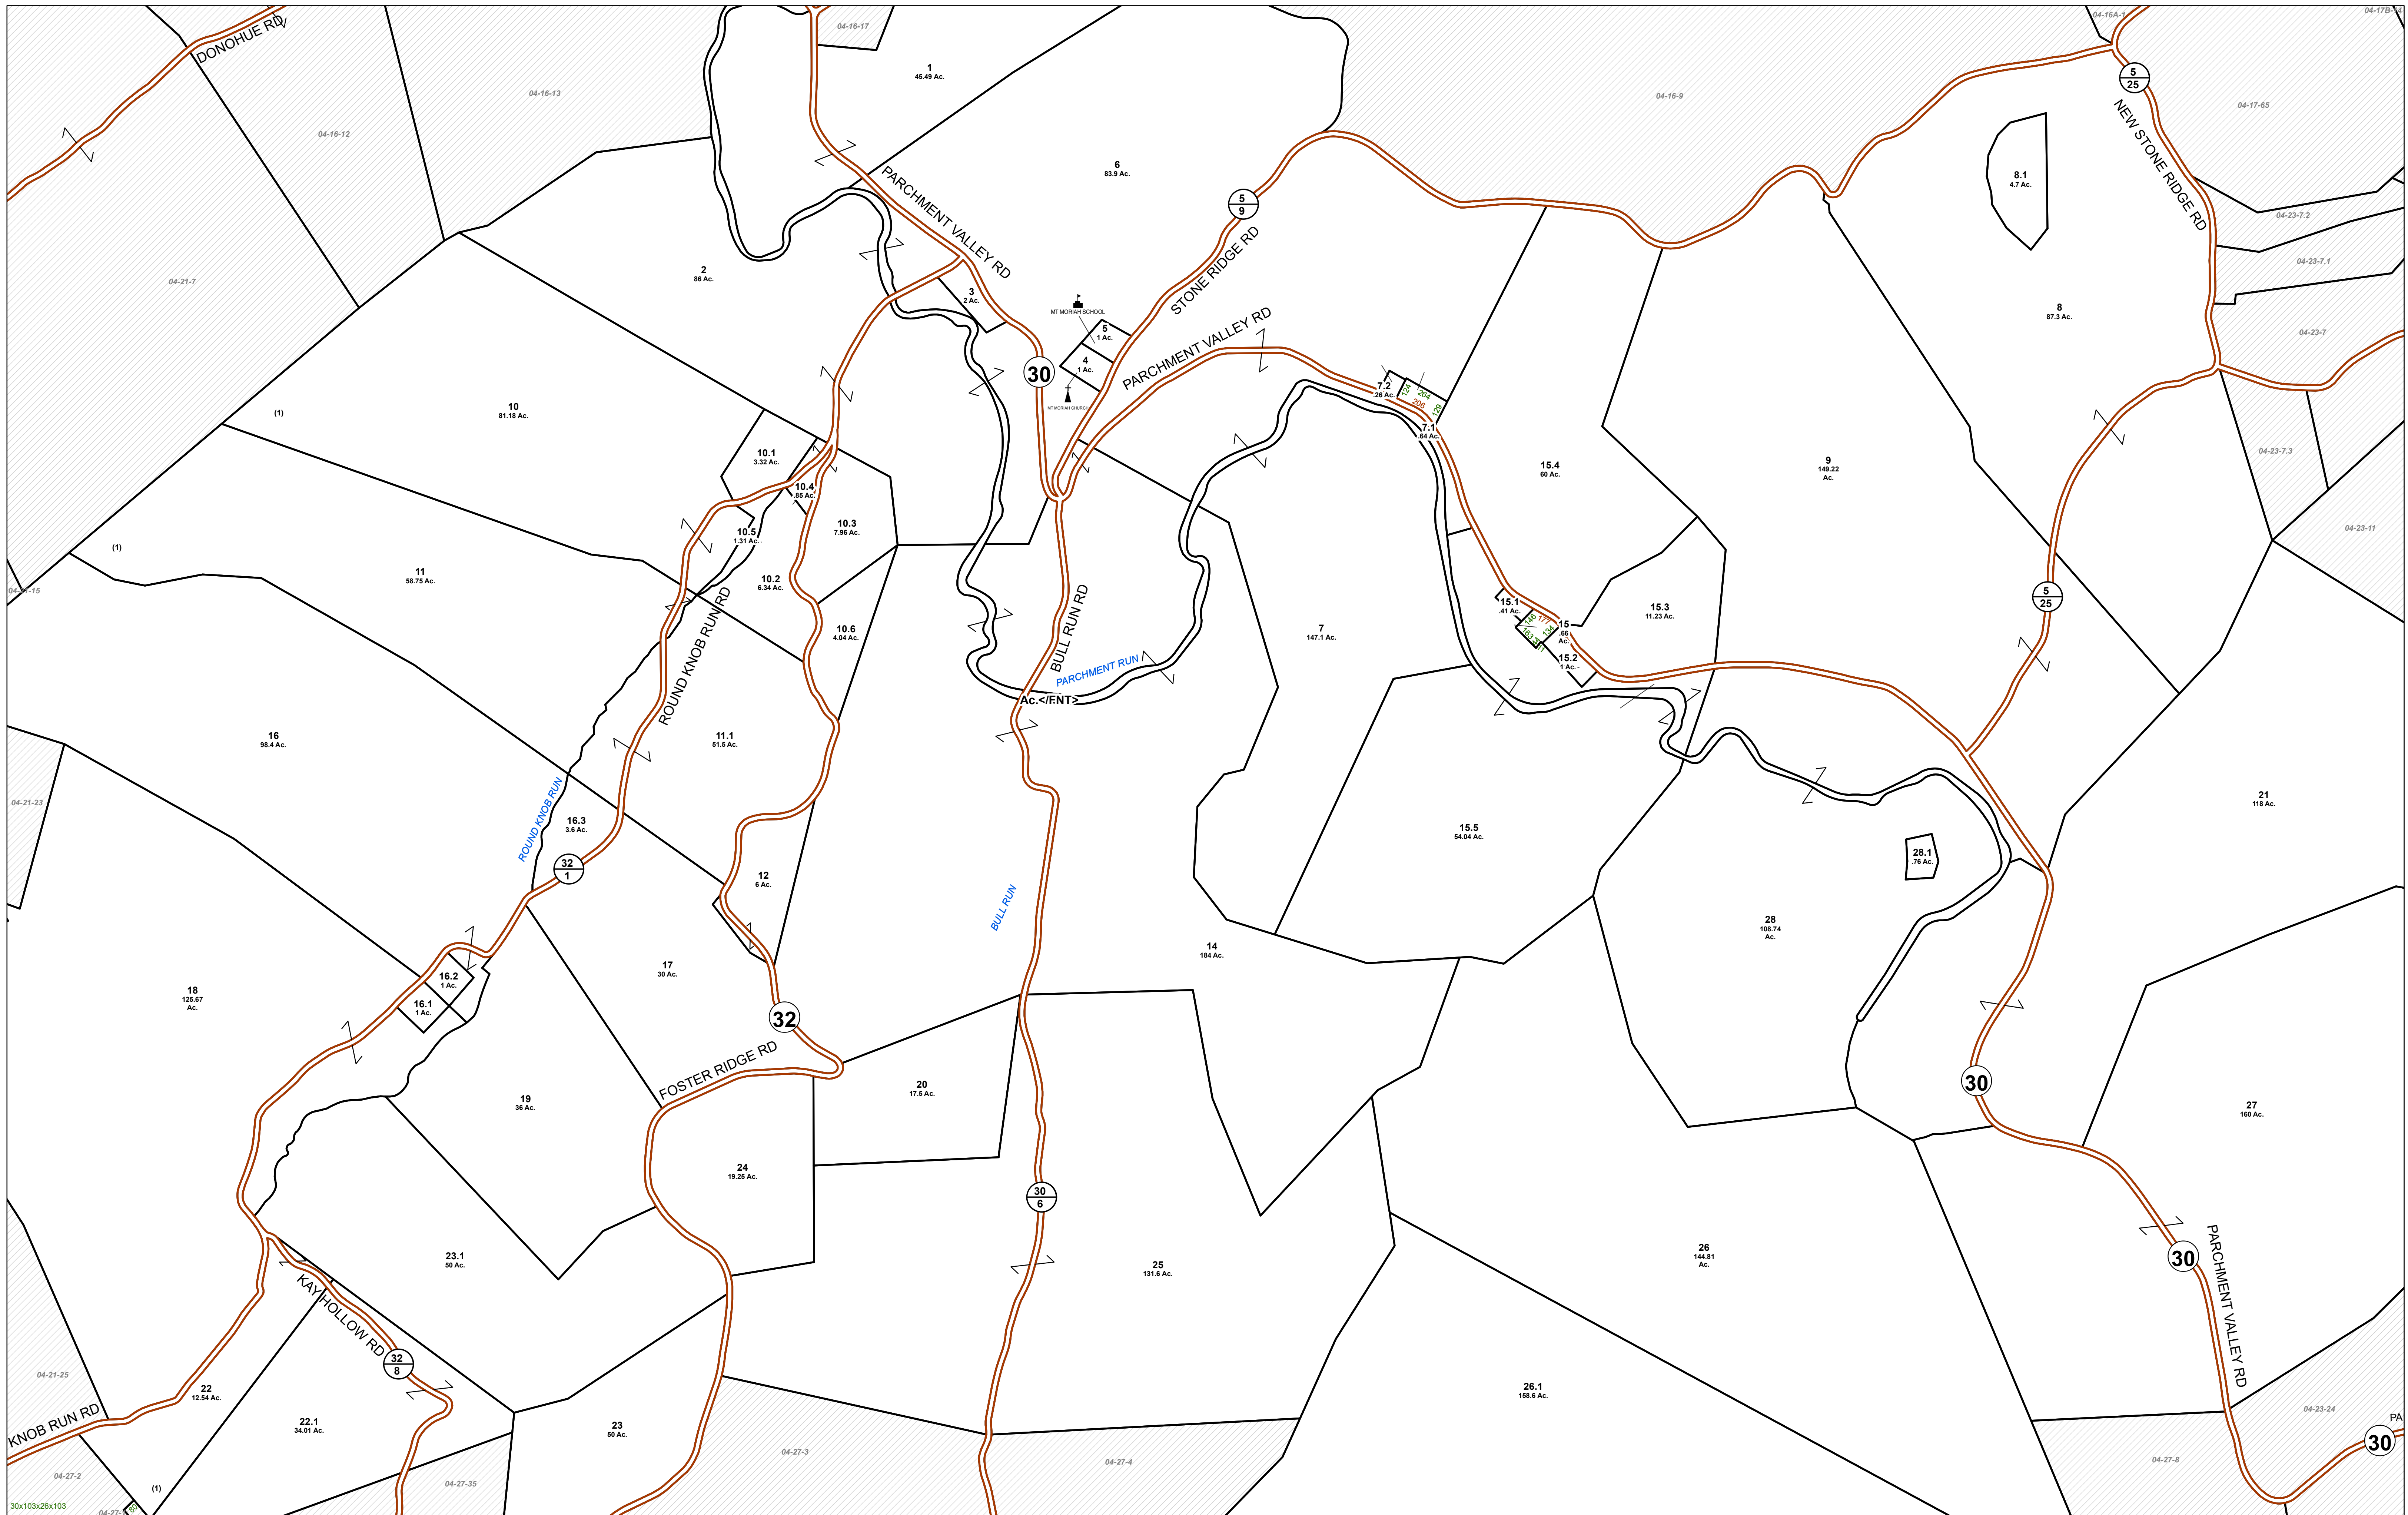 04-16-17
04-16A-1
04-17B-14
DONOHUE RD
1
45.49 Ac.
5
25
04-16-13
04-16-9
04-17-65
04-16-12
NEW STONE RIDGE RD
6
83.9 Ac.
PARCHMENT VALLEY RD
8.1
4.7 Ac.
5
9
04-23-7.2
STONE RIDGE RD
04-23-7.1
2
86 Ac.
04-21-7
3
2 Ac.
MT MORIAH SCHOOL
8
87.3 Ac.
5
1 Ac.
04-23-7
PARCHMENT VALLEY RD
4
1 Ac.
30
MT MORIAH CHURCH
7.2
.26 Ac.
124
264
206
129
7.1
.64 Ac.
10
81.18 Ac.
(1)
10.1
3.32 Ac.
04-23-7.3
15.4
60 Ac.
9
149.22
Ac.
10.4
.85 Ac.
10.3
7.96 Ac.
10.5
1.31 Ac.
04-23-11
(1)
11
58.75 Ac.
10.2
6.34 Ac.
04-21-15
5
25
ROUND KNOB RUN RD
BULL RUN RD
15.1
.41 Ac.
15.3
11.23 Ac.
146
177
134
163
15
.66
Ac.
10.6
4.04 Ac.
7
147.1 Ac.
15.2
1 Ac.
PARCHMENT RUN
Ac.</FNT>
16
98.4 Ac.
11.1
51.5 Ac.
04-21-23
21
118 Ac.
ROUND KNOB RUN
16.3
3.6 Ac.
15.5
54.04 Ac.
28.1
.76 Ac.
32
1
12
6 Ac.
BULL RUN
28
108.74
Ac.
14
184 Ac.
17
30 Ac.
16.2
1 Ac.
18
125.67
Ac.
16.1
1 Ac.
32
FOSTER RIDGE RD
20
17.5 Ac.
30
19
36 Ac.
27
160 Ac.
24
19.25 Ac.
30
6
23.1
50 Ac.
25
131.6 Ac.
26
144.81
Ac.
30
PARCHMENT VALLEY RD
KAY HOLLOW RD
32
8
04-21-25
22
12.54 Ac.
26.1
158.6 Ac.
04-23-24
KNOB RUN RD
22.1
34.01 Ac.
23
50 Ac.
PA
30
04-27-3
04-27-4
04-27-8
04-27-2
04-27-35
(1)
30x103x26x103